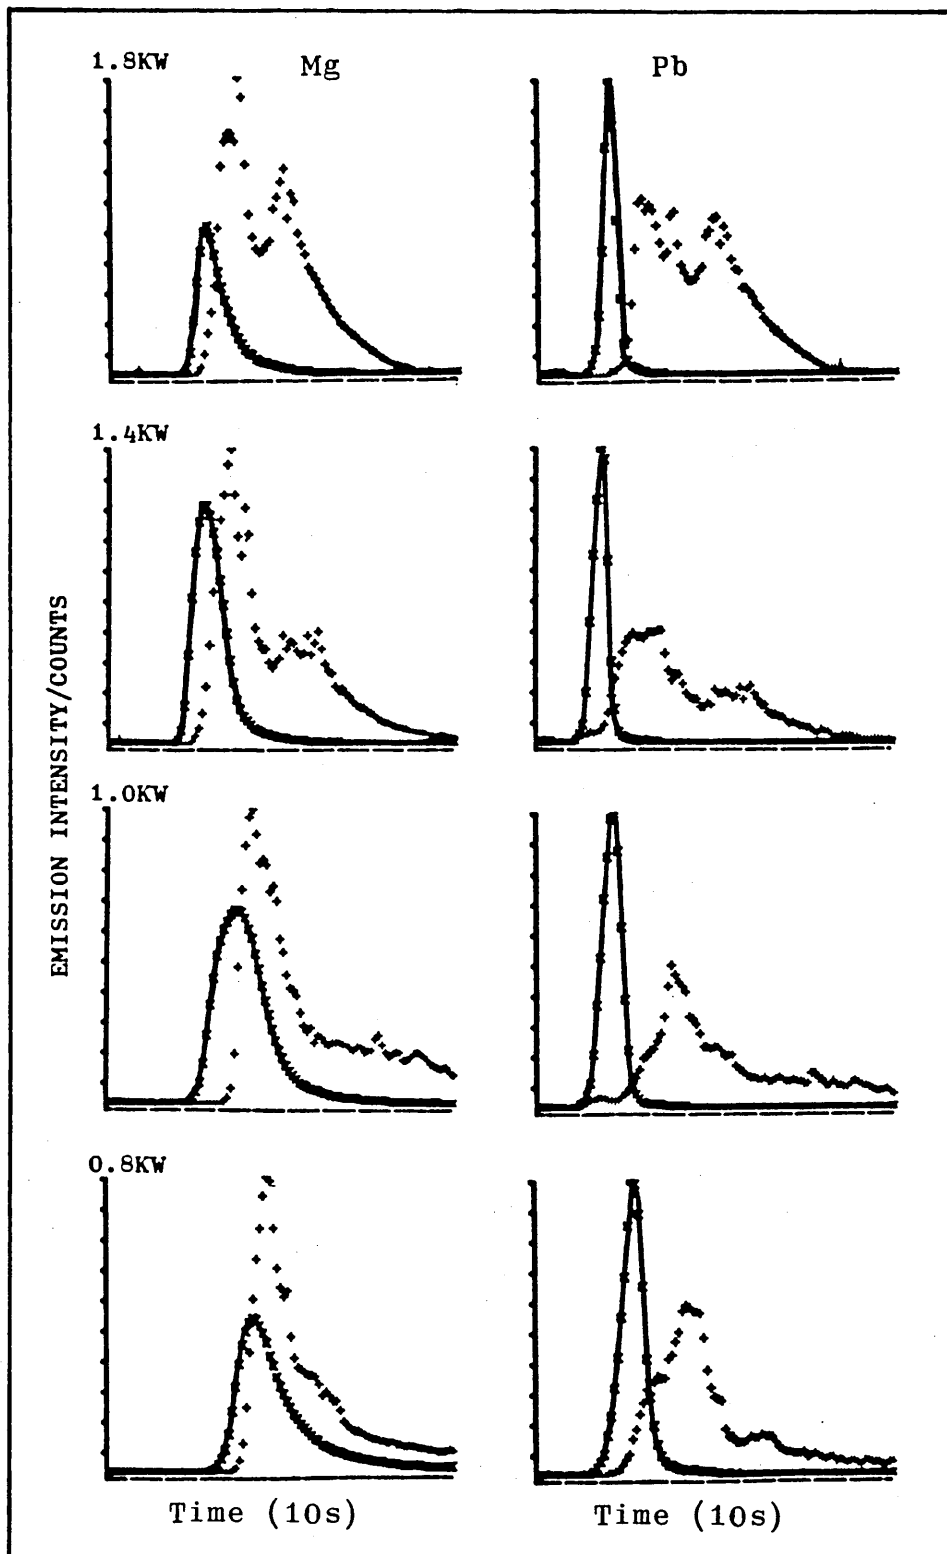 1.8KW
Mg
Pb
1.4KW
EMISSION INTENSITY/COUNTS
1.0KW
0.8KW
Time (10s)
Time (10s)